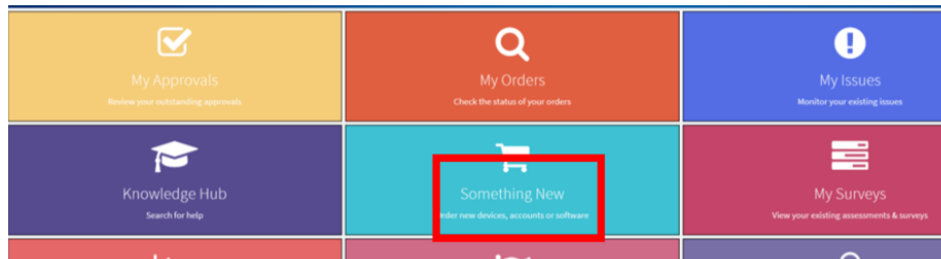 My Approvals
Review your outstanding approvals
My Orders
Check the status of your orders
My Issues
Monitor your existing issues
Knowledge Hub
Search for help
Something New
Order new devices, accounts or software
My Surveys
View your existing assessments & surveys